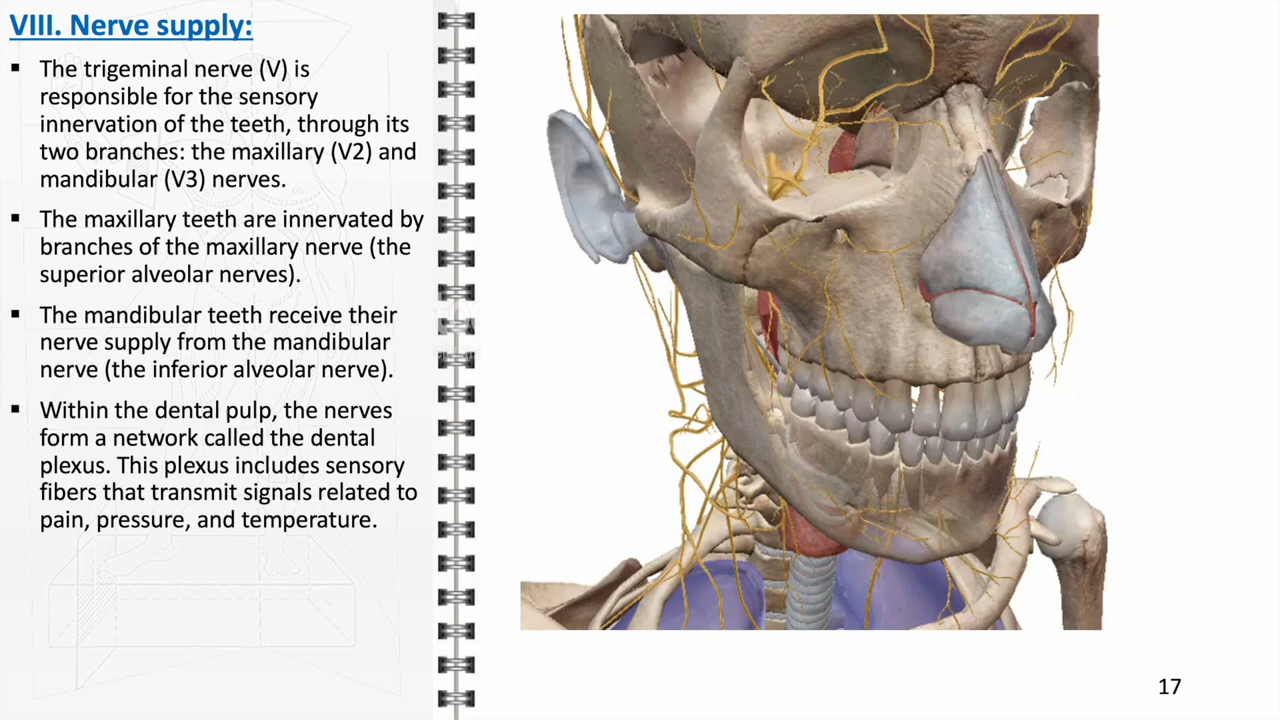 VIII. Nerve supply:
▪ The trigeminal nerve (V) is
responsible for the sensory
innervation of the teeth, through its
two branches: the maxillary (V2) and
mandibular (V3) nerves.
▪ The maxillary teeth are innervated by
branches of the maxillary nerve (the
superior alveolar nerves).
▪ The mandibular teeth receive their
nerve supply from the mandibular
nerve (the inferior alveolar nerve).
▪ Within the dental pulp, the nerves
form a network called the dental
plexus. This plexus includes sensory
fibers that transmit signals related to
pain, pressure, and temperature.
17